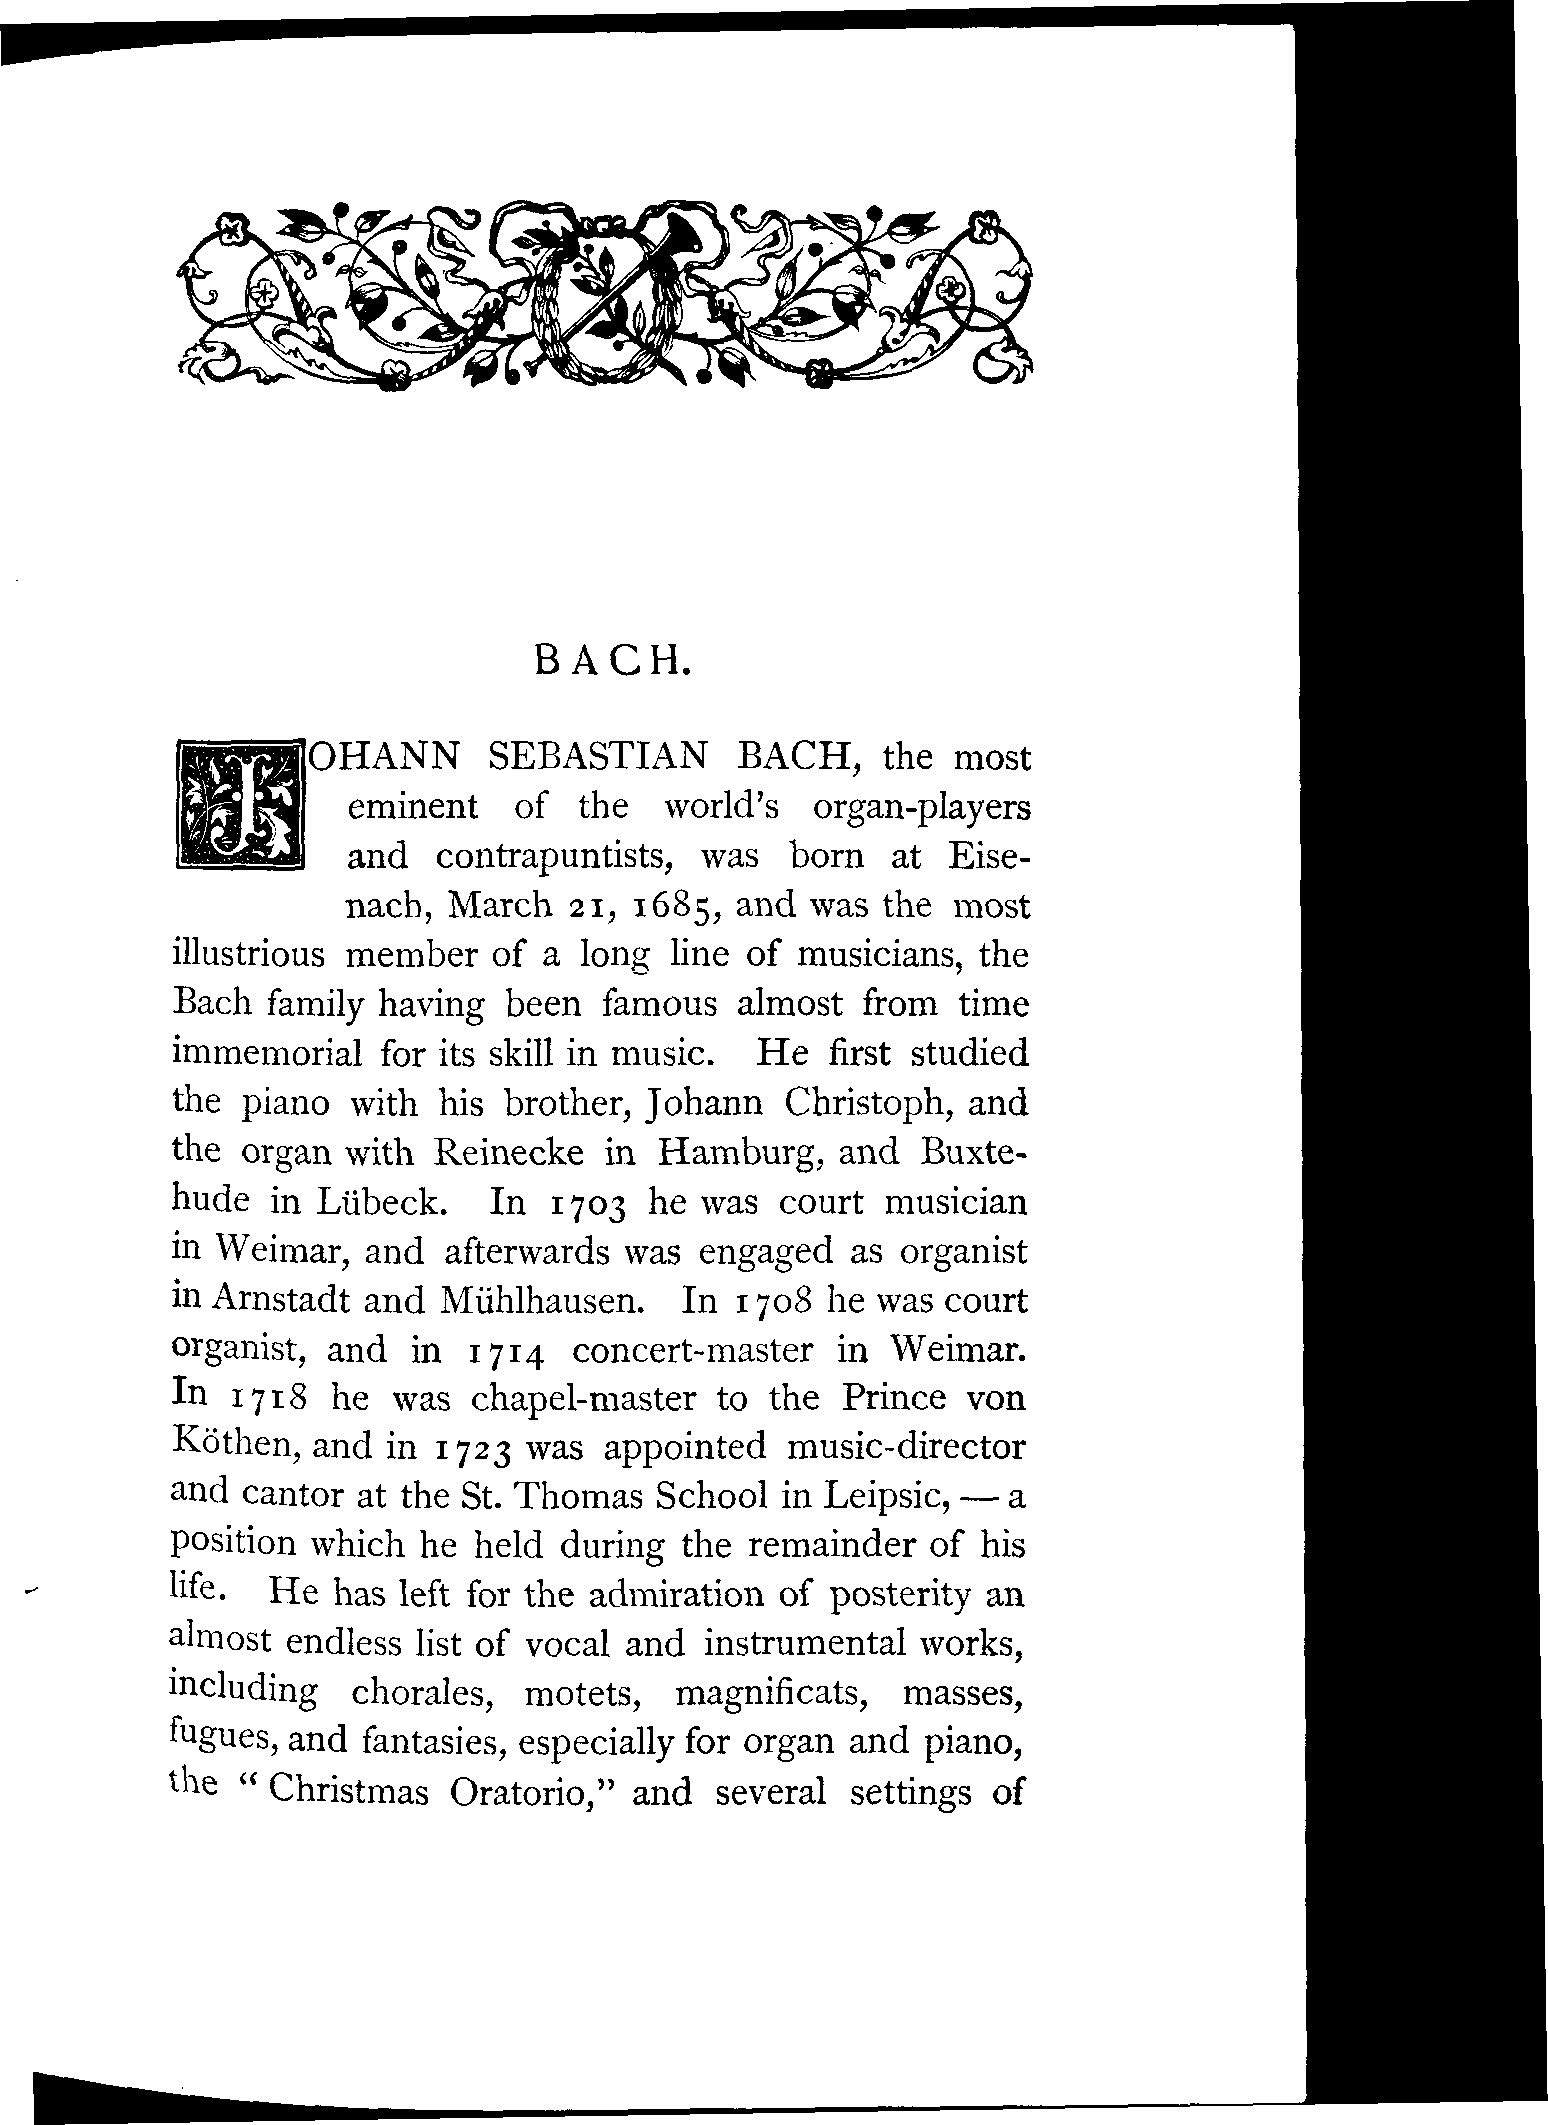 BACH.
JOHANN SEBASTIAN BACH, the most
eminent of the world's organ-players
and contrapuntists, was born at Eise-
nach, March 21, 1685, and was the most
illustrious member of a long line of musicians, the
Bach family having been famous almost from time
immemorial for its skill in music. He first studied
the piano with his brother, Johann Christoph, and
the organ with Reinecke in Hamburg, and Buxte-
hude in Lübeck. In 1703 he was court musician
in Weimar, and afterwards was engaged as organist
in Arnstadt and Mühlhausen. In 1708 he was court
organist, and in 1714 concert-master in Weimar.
In 1718 he was chapel-master to the Prince von
Köthen, and in 1723 was appointed music-director
and cantor at the St. Thomas School in Leipsic, — a
position which he held during the remainder of his
life. He has left for the admiration of posterity an
almost endless list of vocal and instrumental works,
including chorales, motets, magnificats, masses,
fugues, and fantasies, especially for organ and piano,
the "Christmas Oratorio," and several settings of